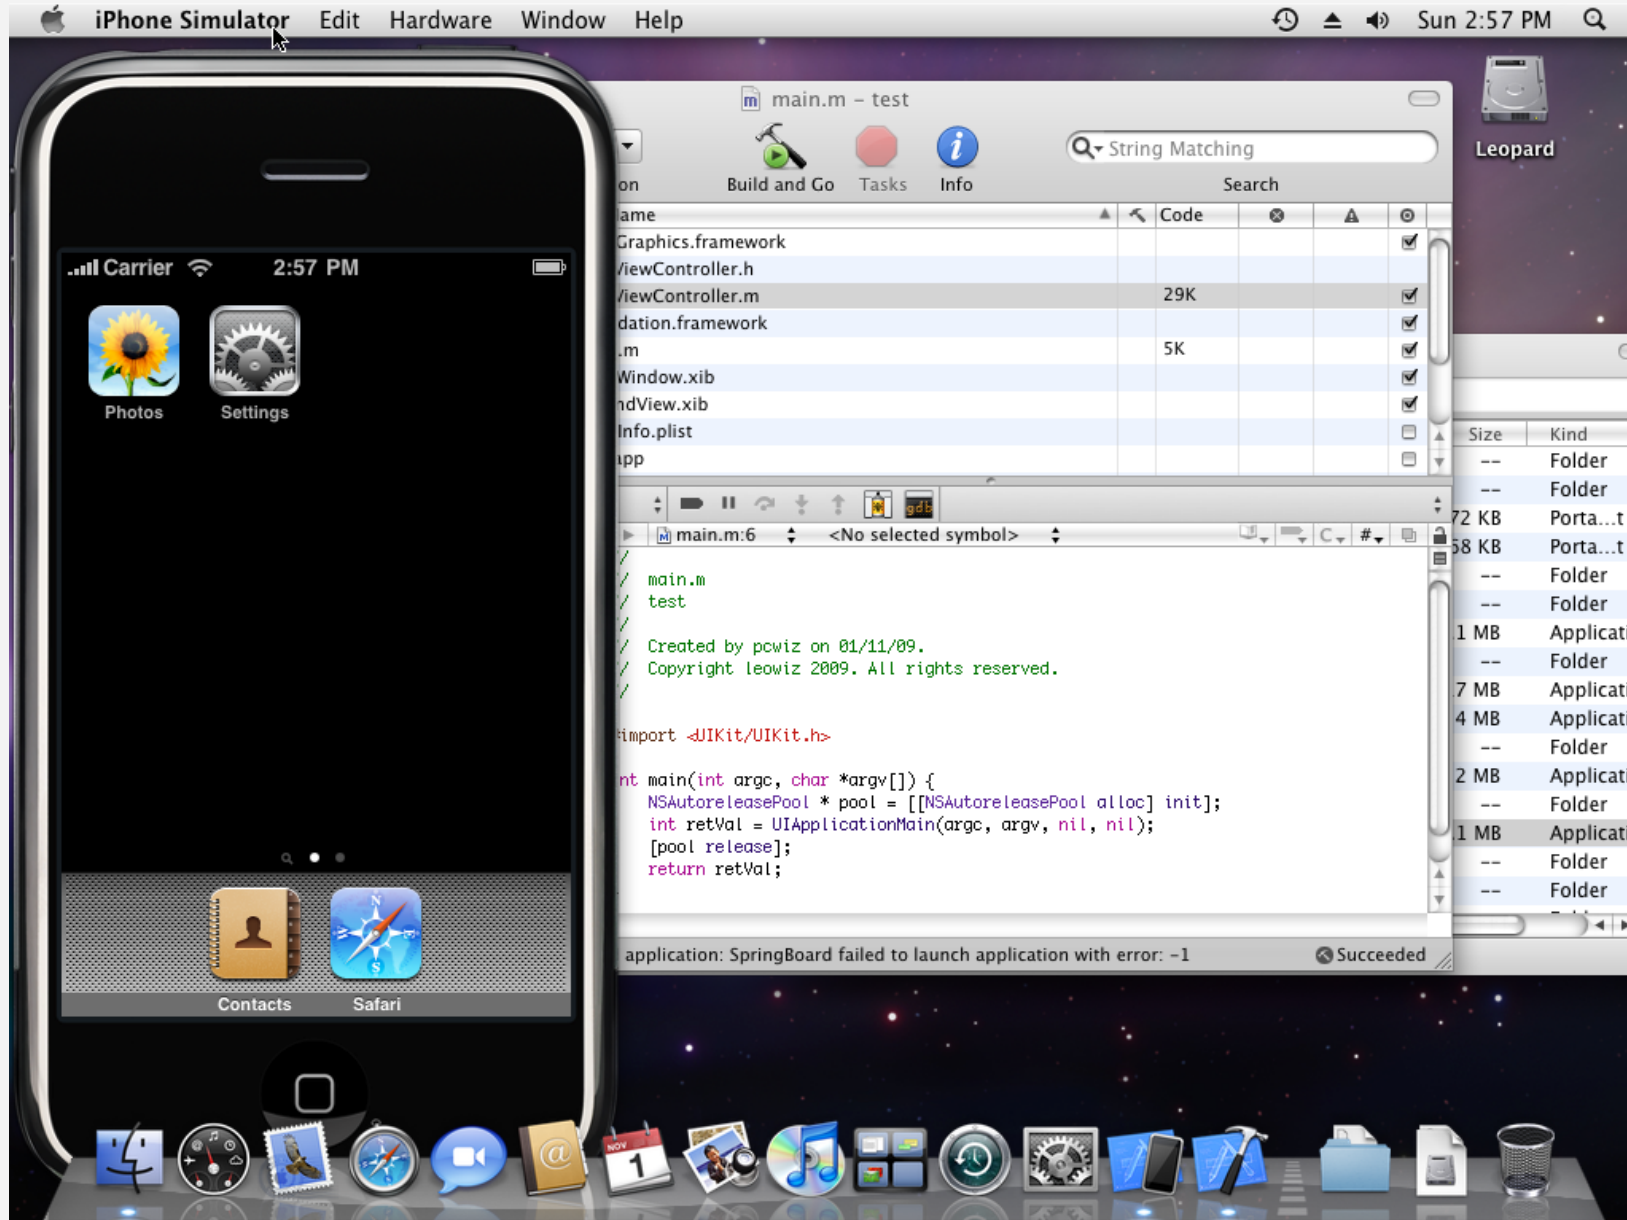 iPhone Simulator Edit Hardware Window Help
Sun 2:57 PM
Leopard
main.m – test
String Matching
on Build and Go Tasks Info Search
ame Code
Graphics.framework
ViewController.h
ViewController.m 29K
dation.framework
.m 5K
Window.xib
ndView.xib
Info.plist
app
gdb
main.m:6 <No selected symbol> C #
/
/ main.m
/ test
/
/ Created by pcwiz on 01/11/09.
/ Copyright leowiz 2009. All rights reserved.
/
#import <UIKit/UIKit.h>
nt main(int argc, char *argv[]) {
NSAutoreleasePool * pool = [[NSAutoreleasePool alloc] init];
int retVal = UIApplicationMain(argc, argv, nil, nil);
[pool release];
return retVal;
application: SpringBoard failed to launch application with error: -1 Succeeded
Carrier 2:57 PM
Photos Settings
Contacts Safari
Size Kind
-- Folder
-- Folder
72 KB Porta...t
58 KB Porta...t
-- Folder
-- Folder
.1 MB Applicati
-- Folder
.7 MB Applicati
4 MB Applicati
-- Folder
2 MB Applicati
-- Folder
.1 MB Applicati
-- Folder
-- Folder
NOV
1